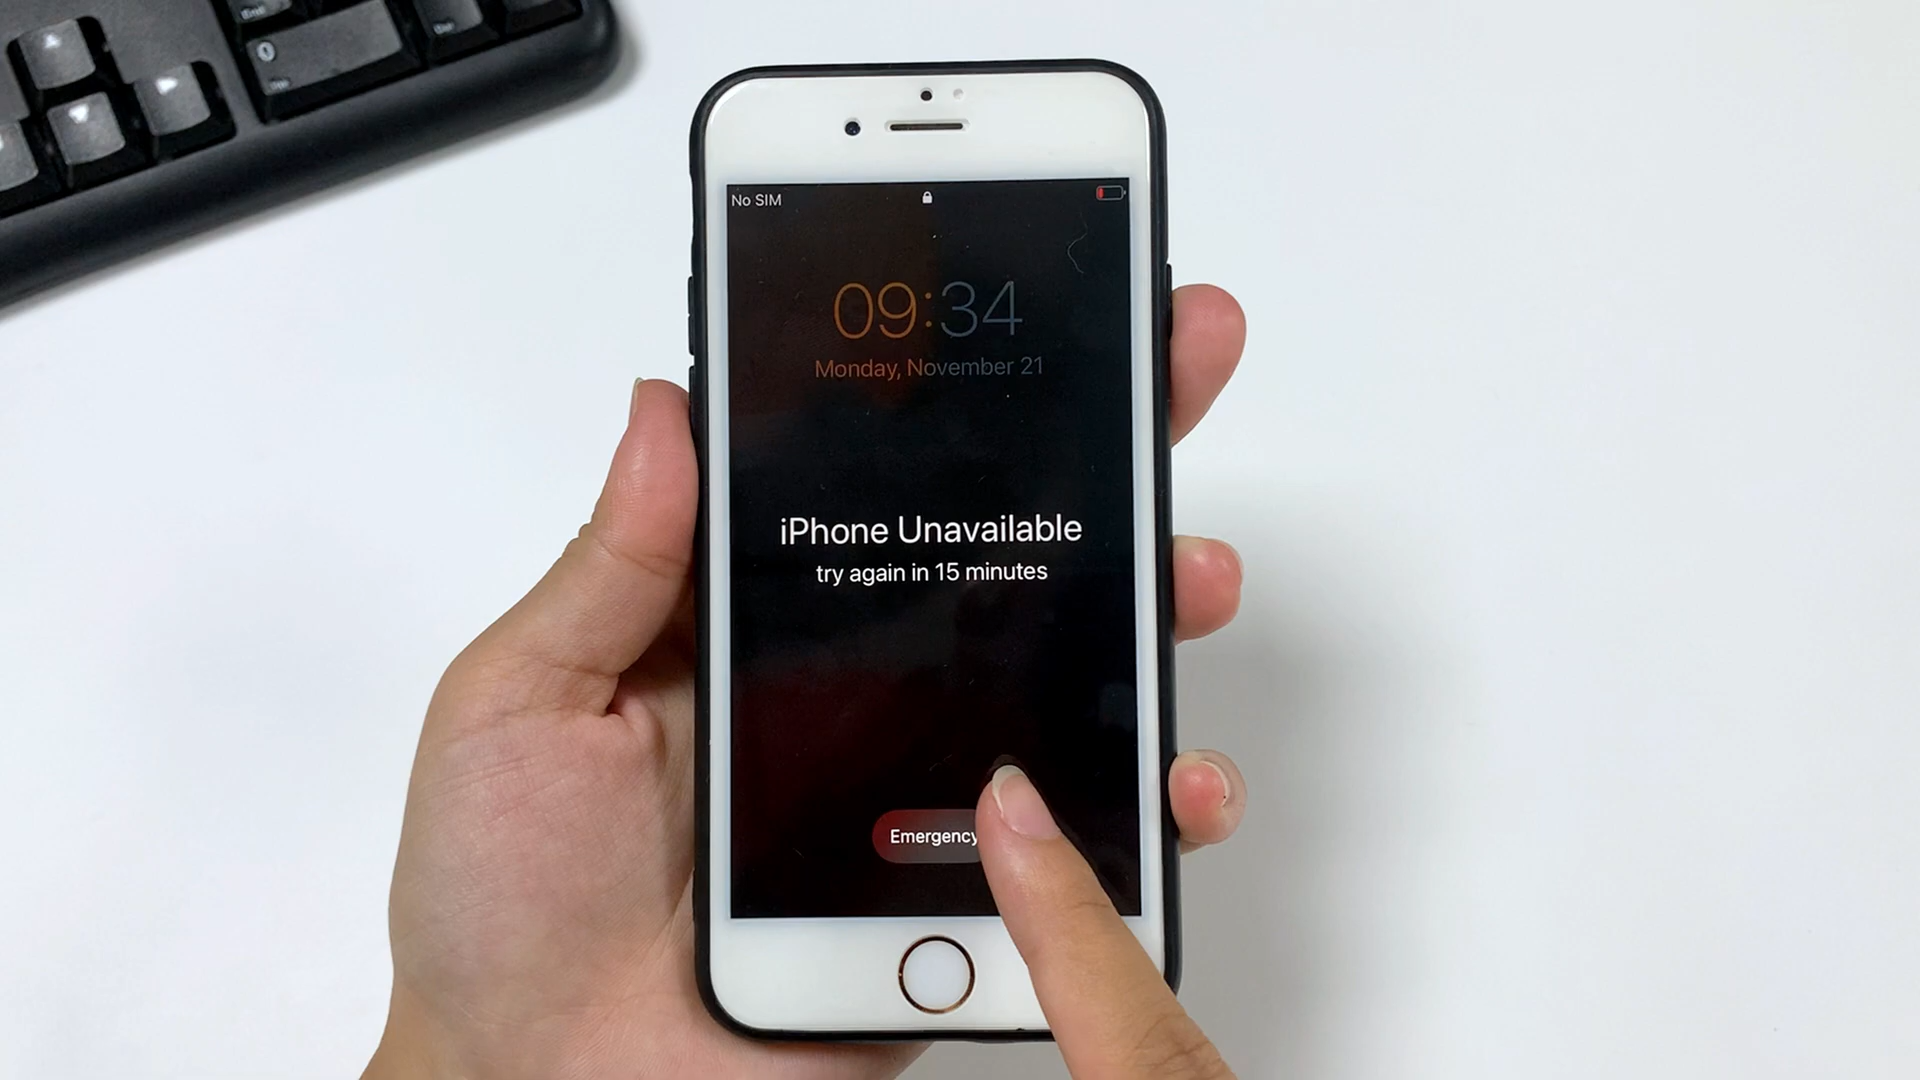 No SIM
09:34
Monday, November 21
iPhone Unavailable
try again in 15 minutes
Emergency